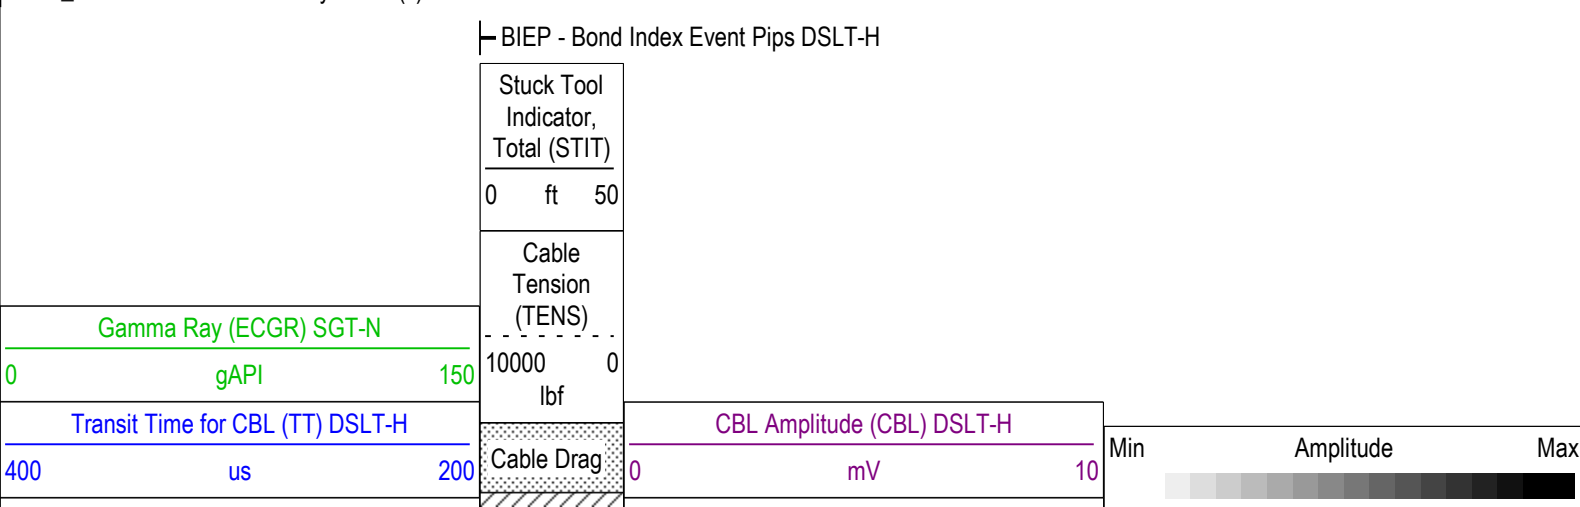 BIEP - Bond Index Event Pips DSLT-H
Stuck Tool
Indicator,
Total (STIT)
0 ft 50
Cable
Tension
(TENS)
10000 0
lbf
Gamma Ray (ECGR) SGT-N
0 gAPI 150
Transit Time for CBL (TT) DSLT-H
400 us 200
Cable Drag
CBL Amplitude (CBL) DSLT-H
0 mV 10
Min Amplitude Max